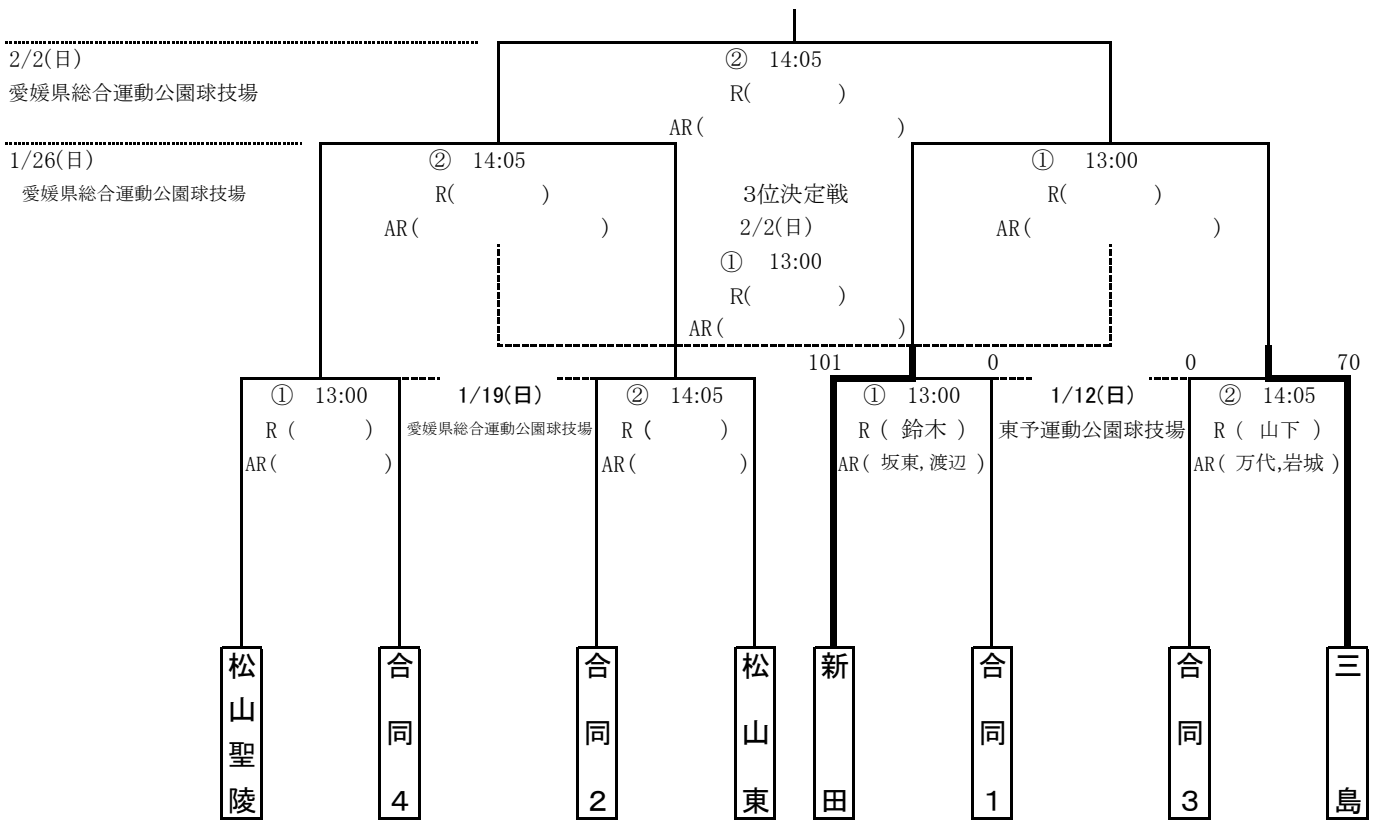 2/2(日)
② 14:05
愛媛県総合運動公園球技場
R( )
AR( )
1/26(日)
② 14:05
① 13:00
愛媛県総合運動公園球技場
R( )
3位決定戦
R( )
AR( )
2/2(日)
AR( )
① 13:00
R( )
AR( )
101
0
0
70
① 13:00
1/19(日)
② 14:05
① 13:00
1/12(日)
② 14:05
R ( )
愛媛県総合運動公園球技場
R ( )
R ( 鈴木 )
東予運動公園球技場
R ( 山下 )
AR( )
AR( )
AR( 坂東,渡辺 )
AR( 万代,岩城 )
松山聖陵
合同4
合同2
松山東
新田
合同1
合同3
三島